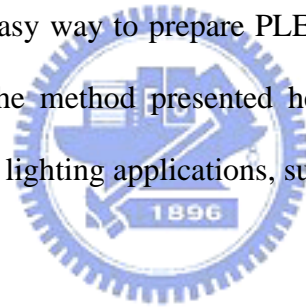 asy way to prepare PLE
ne method presented he
lighting applications, su
1896